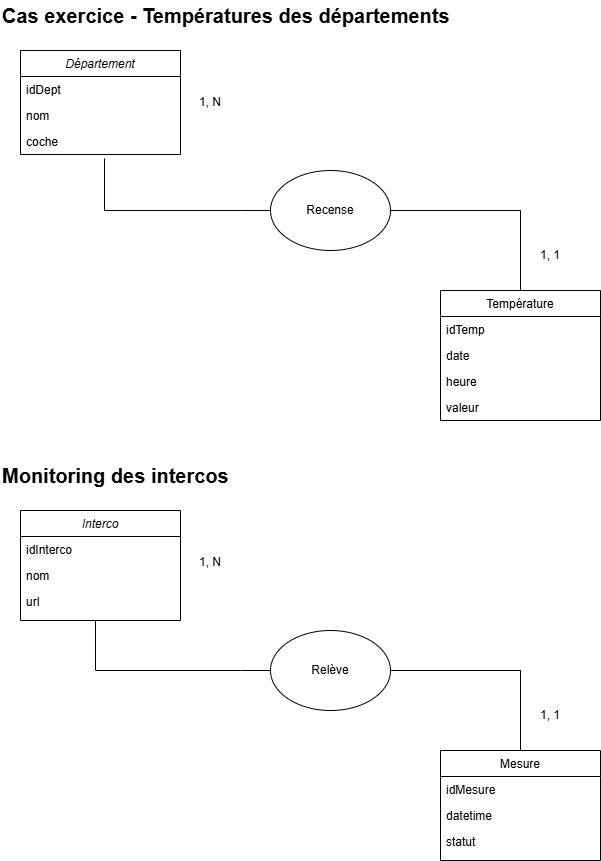 Cas exercice - Températures des départements
Département
idDept
nom
coche
1, N
Recense
1, 1
Température
idTemp
date
heure
valeur
Monitoring des intercos
Interco
idInterco
nom
url
1, N
Relève
1, 1
Mesure
idMesure
datetime
statut